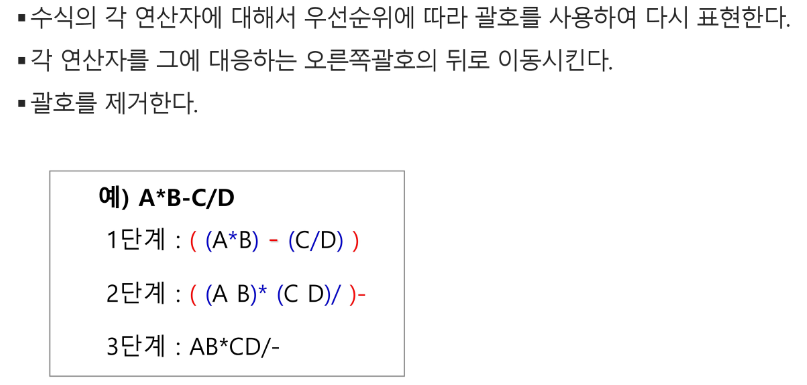 ▪수식의 각 연산자에 대해서 우선순위에 따라 괄호를 사용하여 다시 표현한다.
▪각 연산자를 그에 대응하는 오른쪽괄호의 뒤로 이동시킨다.
▪괄호를 제거한다.
예) A*B-C/D
1단계 : ( (A*B) - (C/D) )
2단계 : ( (A B)* (C D)/ )-
3단계 : AB*CD/-